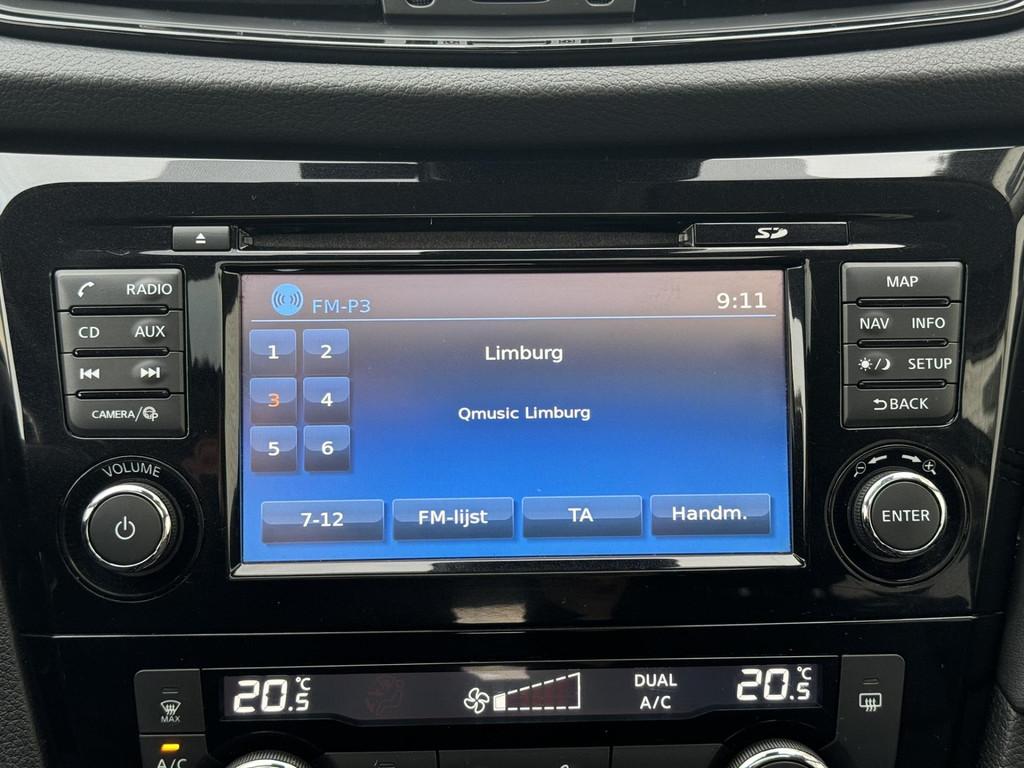 SD
RADIO
CD AUX
CAMERA/
VOLUME
FM-P3
9:11
1 2
3 4
5 6
Limburg
Qmusic Limburg
7-12
FM-lijst
TA
Handm.
MAP
NAV INFO
SETUP
BACK
ENTER
MAX
A/C
20.5°C
DUAL
A/C
20.5°C